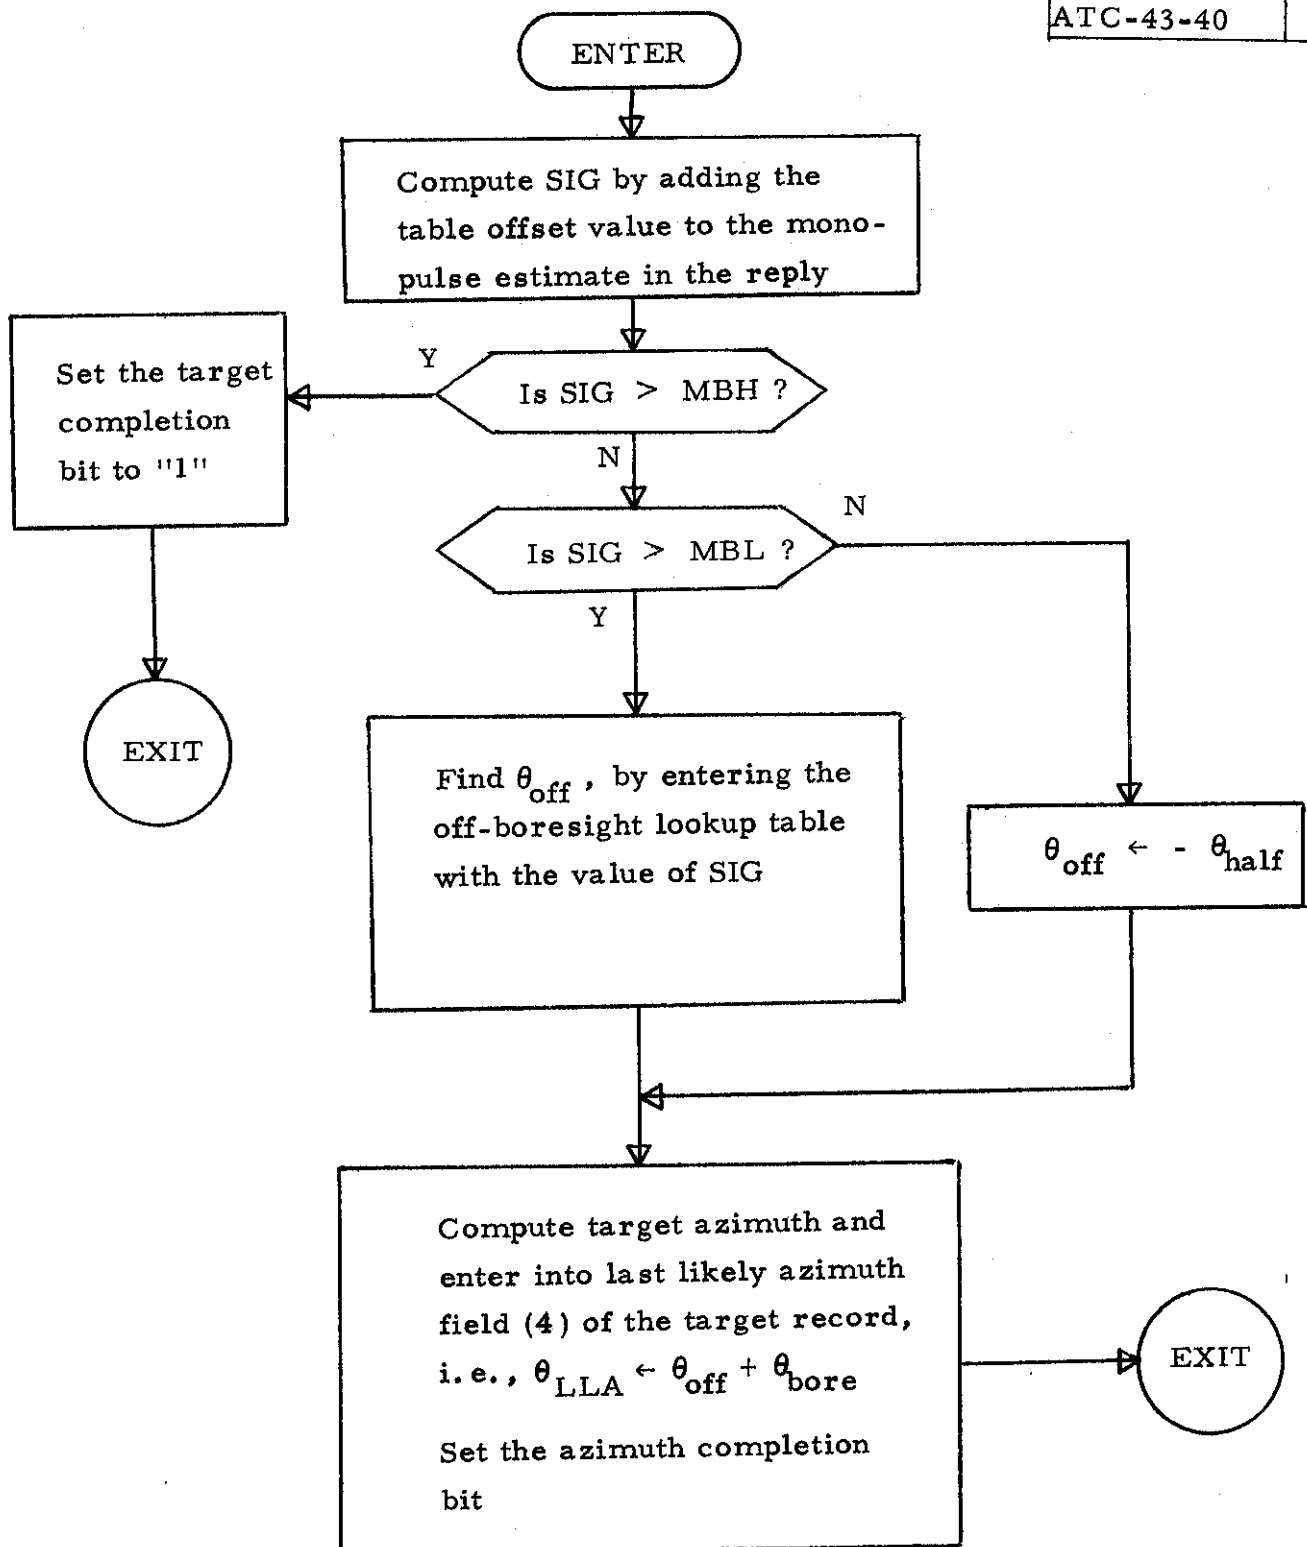 ATC-43-40
ENTER
Compute SIG by adding the
table offset value to the mono-
pulse estimate in the reply
Y
Is SIG > MBH ?
Set the target
completion
bit to "1"
N
N
Is SIG > MBL ?
Y
EXIT
Find θoff , by entering the
off-boresight lookup table
with the value of SIG
θoff ← - θhalf
Compute target azimuth and
enter into last likely azimuth
field (4) of the target record,
i. e., θLLA ← θoff + θbore
Set the azimuth completion
bit
EXIT